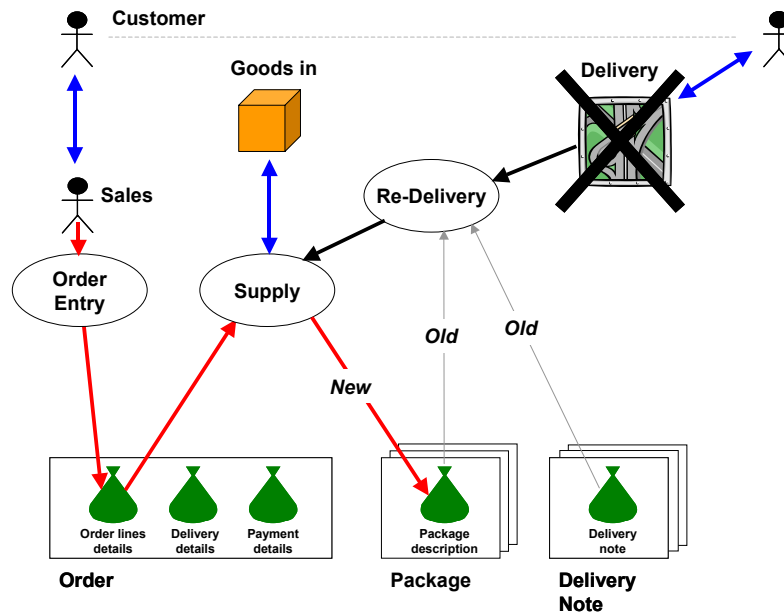 Customer
Goods in
Delivery
Sales
Re-Delivery
Order
Entry
Supply
Old
Old
New
Order lines
details
Delivery
details
Payment
details
Package
description
Delivery
note
Order
Package
Delivery
Note